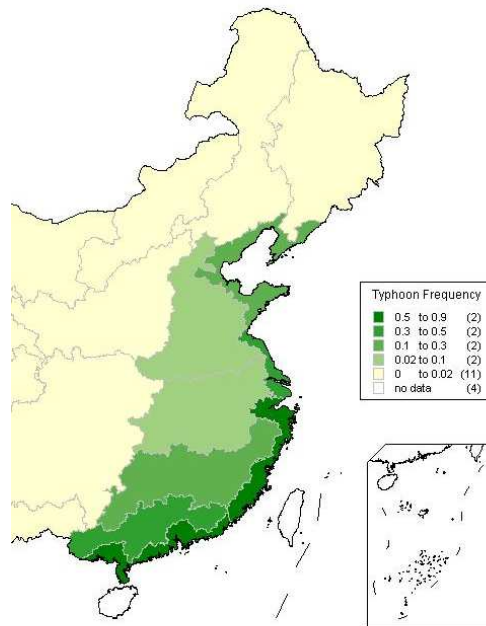 Typhoon Frequency
0.5 to 0.9 (2)
0.3 to 0.5 (2)
0.1 to 0.3 (2)
0.02 to 0.1 (2)
0 to 0.02 (11)
no data (4)